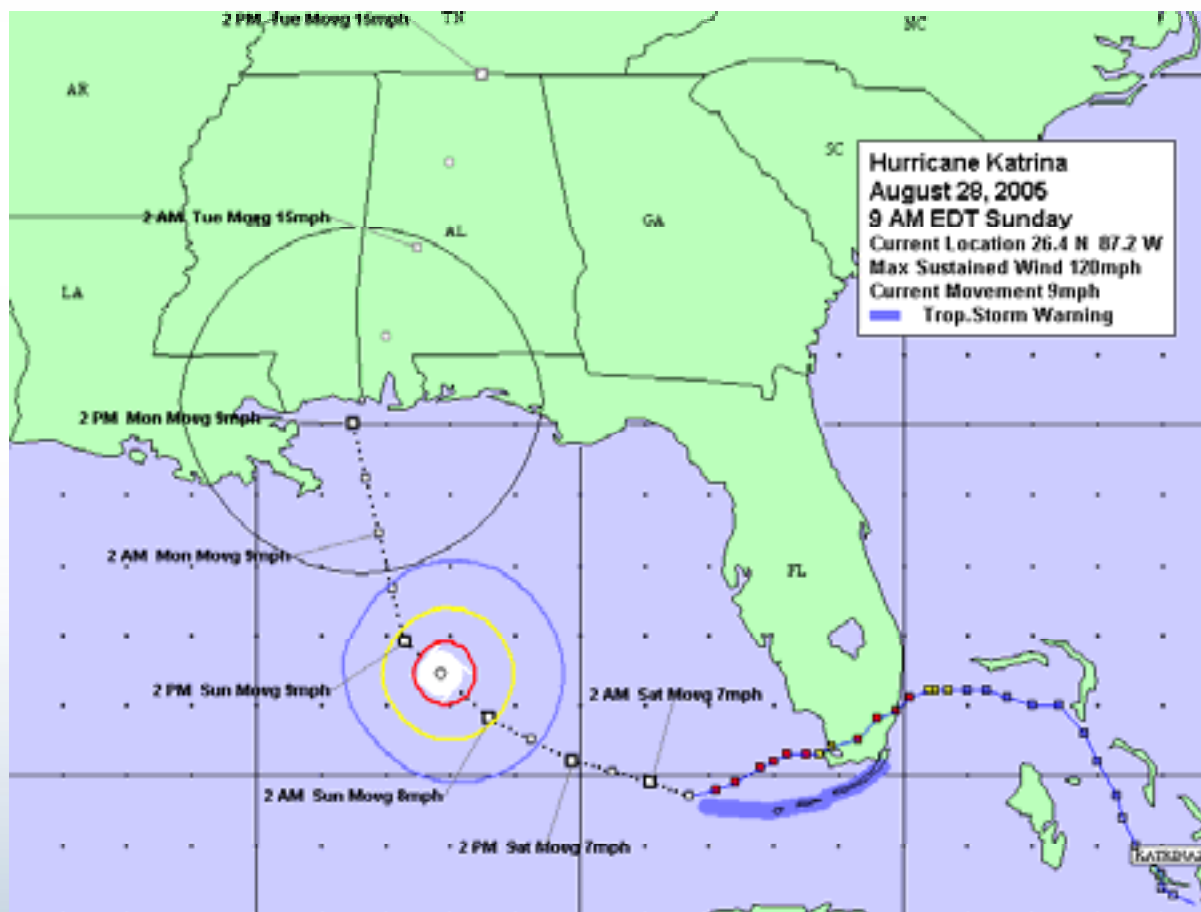 2 PM Tue Movg 15mph
TN
NC
AR
SC
Hurricane Katrina
August 28, 2005
9 AM EDT Sunday
Current Location 26.4 N 87.2 W
Max Sustained Wind 120mph
Current Movement 9mph
Trop.Storm Warning
2 AM Tue Movg 15mph
AL
GA
LA
2 PM Mon Movg 9mph
2 AM Mon Movg 9mph
FL
2 PM Sun Movg 9mph
2 AM Sat Movg 7mph
2 AM Sun Movg 8mph
2 PM Sat Movg 7mph